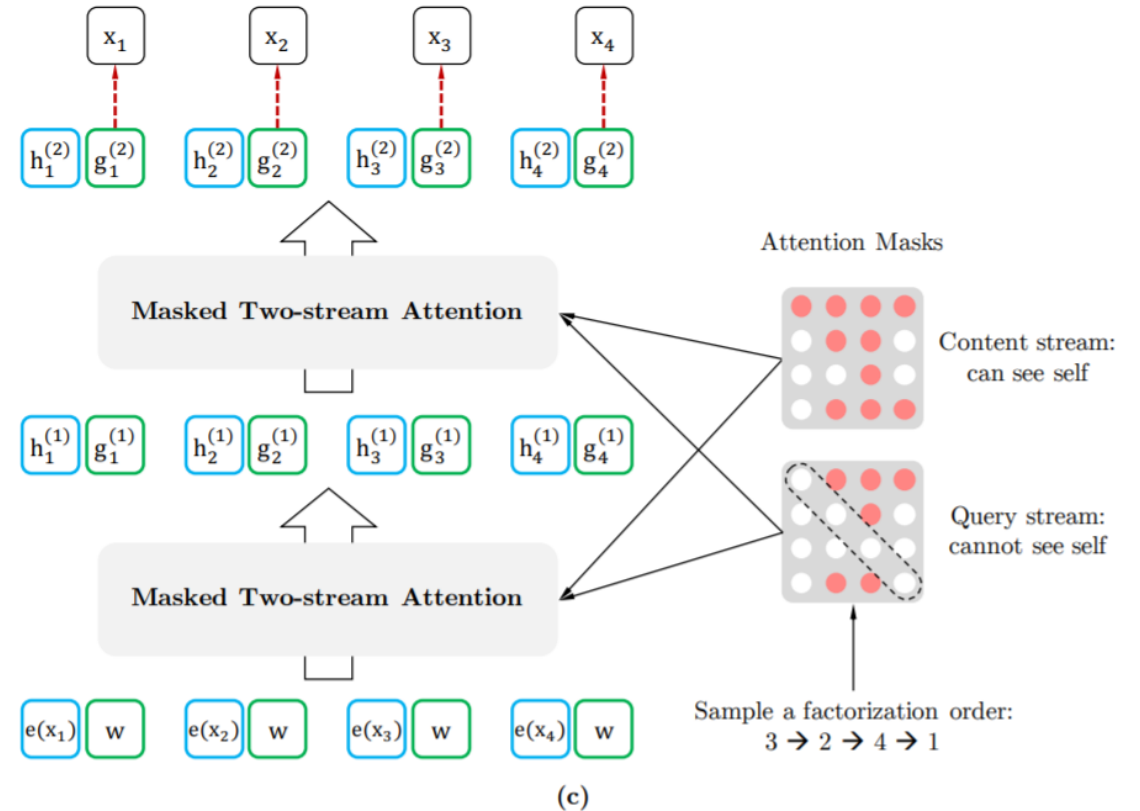 x₁ x₂ x₃ x₄
h₁⁽²⁾ g₁⁽²⁾ h₂⁽²⁾ g₂⁽²⁾ h₃⁽²⁾ g₃⁽²⁾ h₄⁽²⁾ g₄⁽²⁾
Masked Two-stream Attention
h₁⁽¹⁾ g₁⁽¹⁾ h₂⁽¹⁾ g₂⁽¹⁾ h₃⁽¹⁾ g₃⁽¹⁾ h₄⁽¹⁾ g₄⁽¹⁾
Masked Two-stream Attention
e(x₁) w e(x₂) w e(x₃) w e(x₄) w
Attention Masks
Content stream:
can see self
Query stream:
cannot see self
Sample a factorization order:
3 → 2 → 4 → 1
(c)